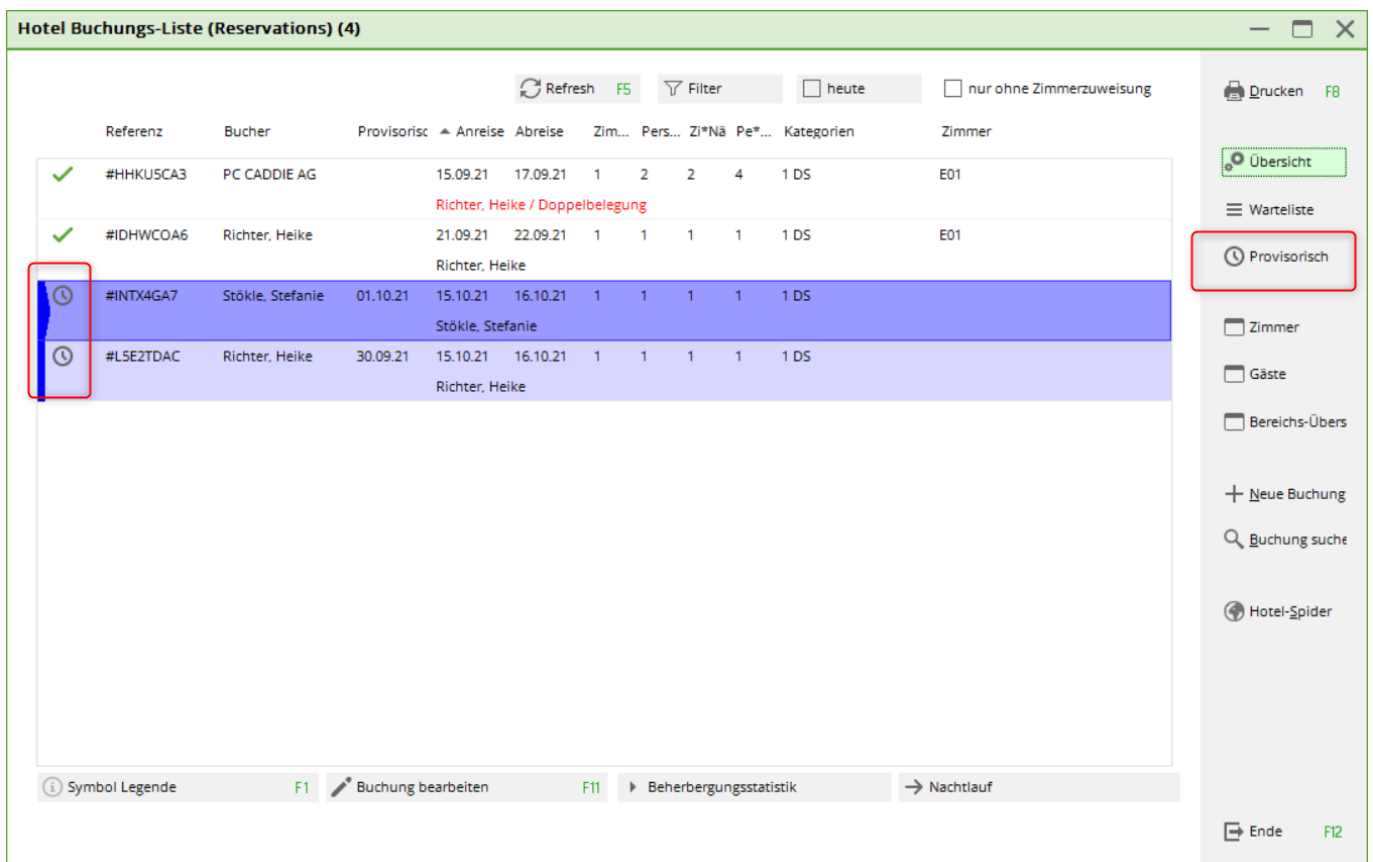 Hotel Buchungs-Liste (Reservations) (4)
Refresh F5 Filter heute nur ohne Zimmerzuweisung
Referenz Bucher Provisorisc Anreise Abreise Zim... Pers... Zi*Nä Pe*... Kategorien Zimmer
#HHKU5CA3 PC CADDIE AG 15.09.21 17.09.21 1 2 2 4 1 DS E01
Richter, Heike / Doppelbelegung
#IDHWCOA6 Richter, Heike 21.09.21 22.09.21 1 1 1 1 1 DS E01
Richter, Heike
#INTX4GA7 Stökle, Stefanie 01.10.21 15.10.21 16.10.21 1 1 1 1 1 DS
Stökle, Stefanie
#L5E2TDAC Richter, Heike 30.09.21 15.10.21 16.10.21 1 1 1 1 1 DS
Richter, Heike
Symbol Legende F1 Buchung bearbeiten F11 Beherbergungsstatistik Nachtlauf
Drucken F8
Übersicht
Warteliste
Provisorisch
Zimmer
Gäste
Bereichs-Übers
Neue Buchung
Buchung suche
Hotel-Spider
Ende F12